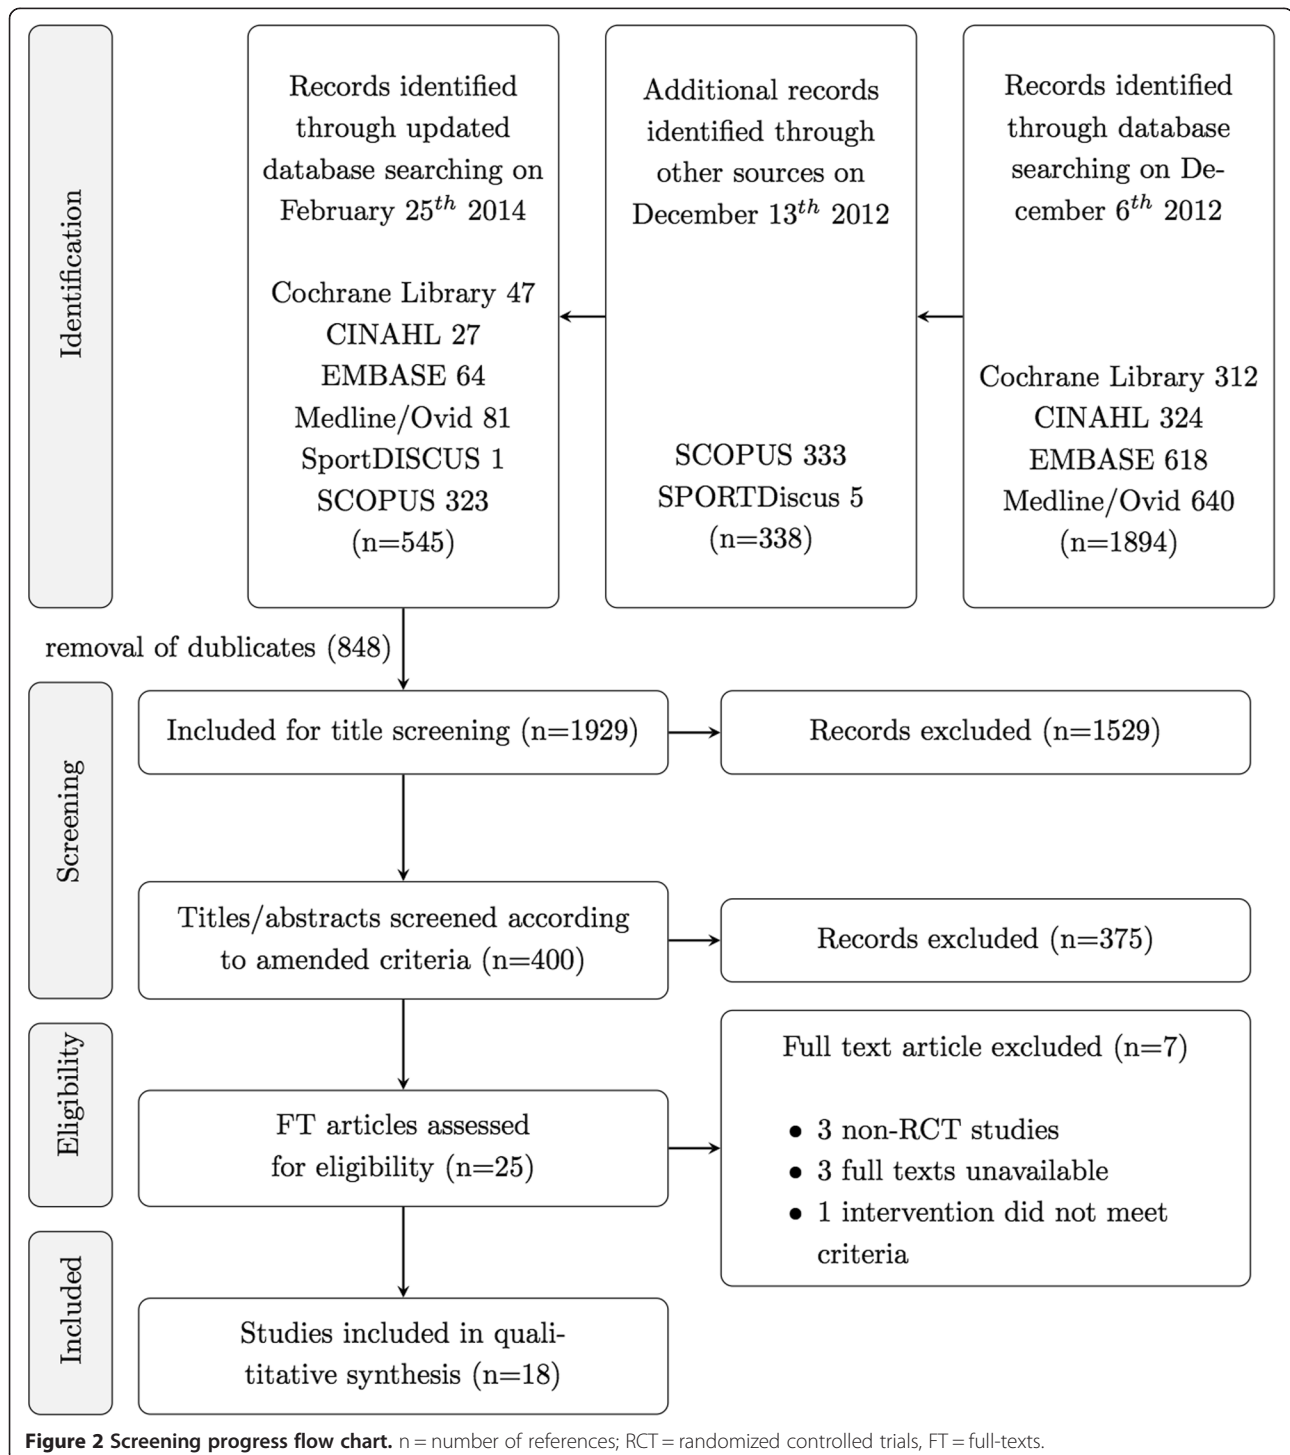 Identification
Records identified
through updated
database searching on
February 25th 2014
Cochrane Library 47
CINAHL 27
EMBASE 64
Medline/Ovid 81
SportDISCUS 1
SCOPUS 323
(n=545)
Additional records
identified through
other sources on
December 13th 2012
SCOPUS 333
SPORTDiscus 5
(n=338)
Records identified
through database
searching on De-
cember 6th 2012
Cochrane Library 312
CINAHL 324
EMBASE 618
Medline/Ovid 640
(n=1894)
removal of dublicates (848)
Screening
Included for title screening (n=1929)
Records excluded (n=1529)
Titles/abstracts screened according
to amended criteria (n=400)
Records excluded (n=375)
Eligibility
FT articles assessed
for eligibility (n=25)
Full text article excluded (n=7)
• 3 non-RCT studies
• 3 full texts unavailable
• 1 intervention did not meet
criteria
Included
Studies included in quali-
titative synthesis (n=18)
Figure 2 Screening progress flow chart. n = number of references; RCT = randomized controlled trials, FT = full-texts.